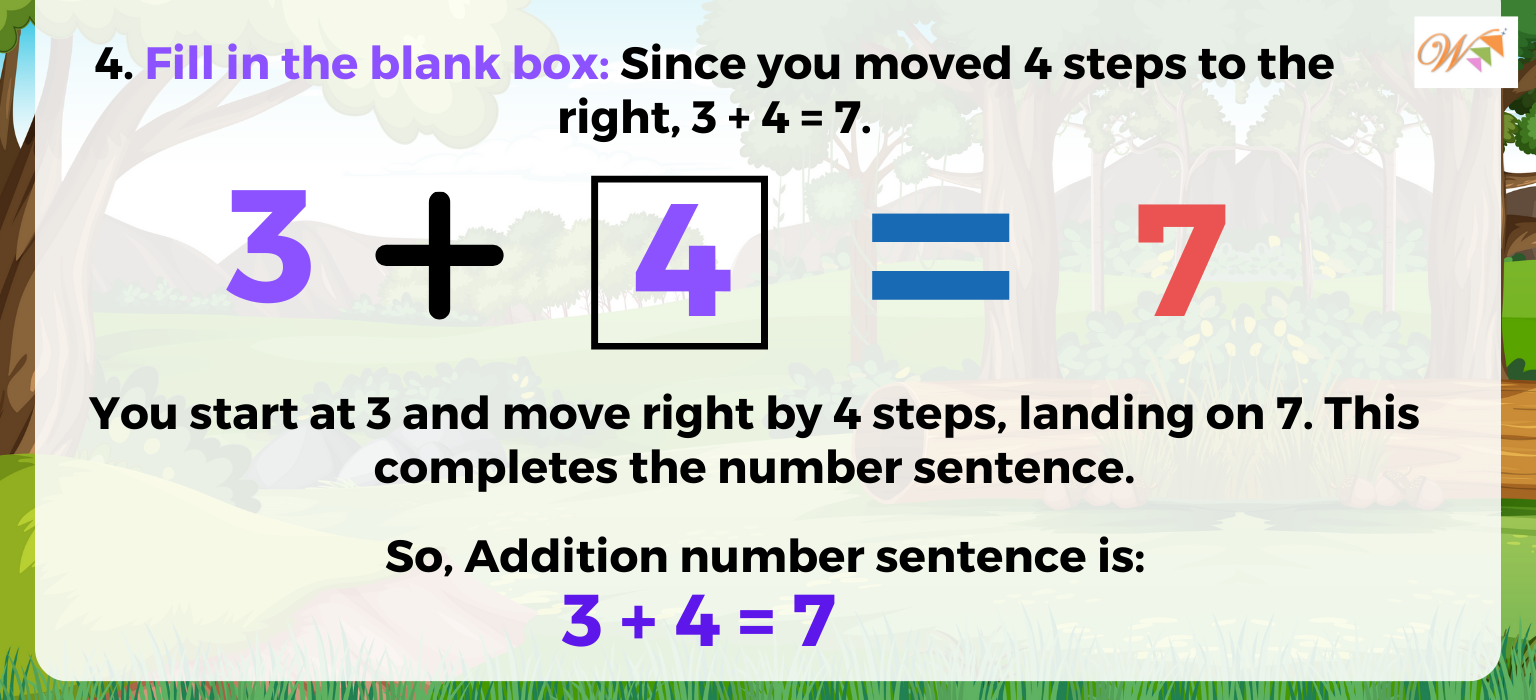 4. Fill in the blank box: Since you moved 4 steps to the
right, 3 + 4 = 7.
3 + 4 = 7
You start at 3 and move right by 4 steps, landing on 7. This
completes the number sentence.
So, Addition number sentence is:
3 + 4 = 7
W